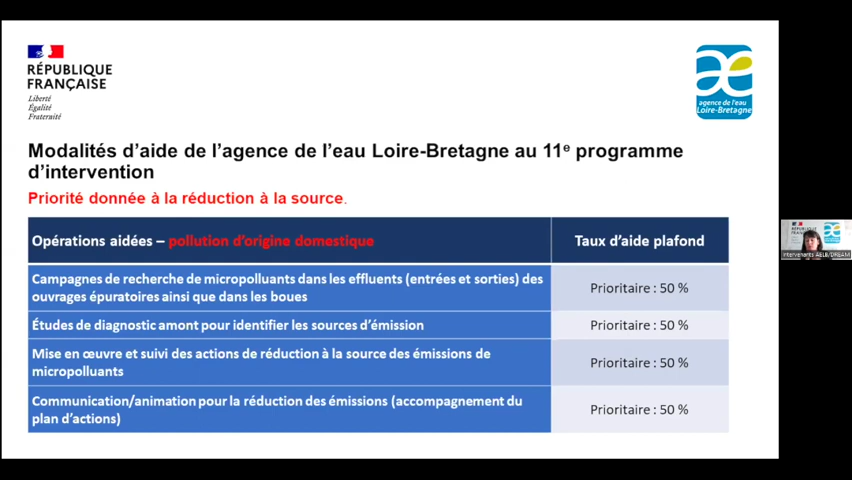 RÉPUBLIQUE
FRANÇAISE
Liberté
Égalité
Fraternité
agence de l'eau
Loire-Bretagne
Modalités d'aide de l'agence de l'eau Loire-Bretagne au 11e programme
d'intervention
Priorité donnée à la réduction à la source.
Opérations aidées – pollution d'origine domestique
Taux d'aide plafond
Campagnes de recherche de micropolluants dans les effluents (entrées et sorties) des
ouvrages épuratoires ainsi que dans les boues
Prioritaire : 50 %
Études de diagnostic amont pour identifier les sources d'émission
Prioritaire : 50 %
Mise en œuvre et suivi des actions de réduction à la source des émissions de
micropolluants
Prioritaire : 50 %
Communication/animation pour la réduction des émissions (accompagnement du
plan d'actions)
Prioritaire : 50 %
Intervenants AELB/DREAM